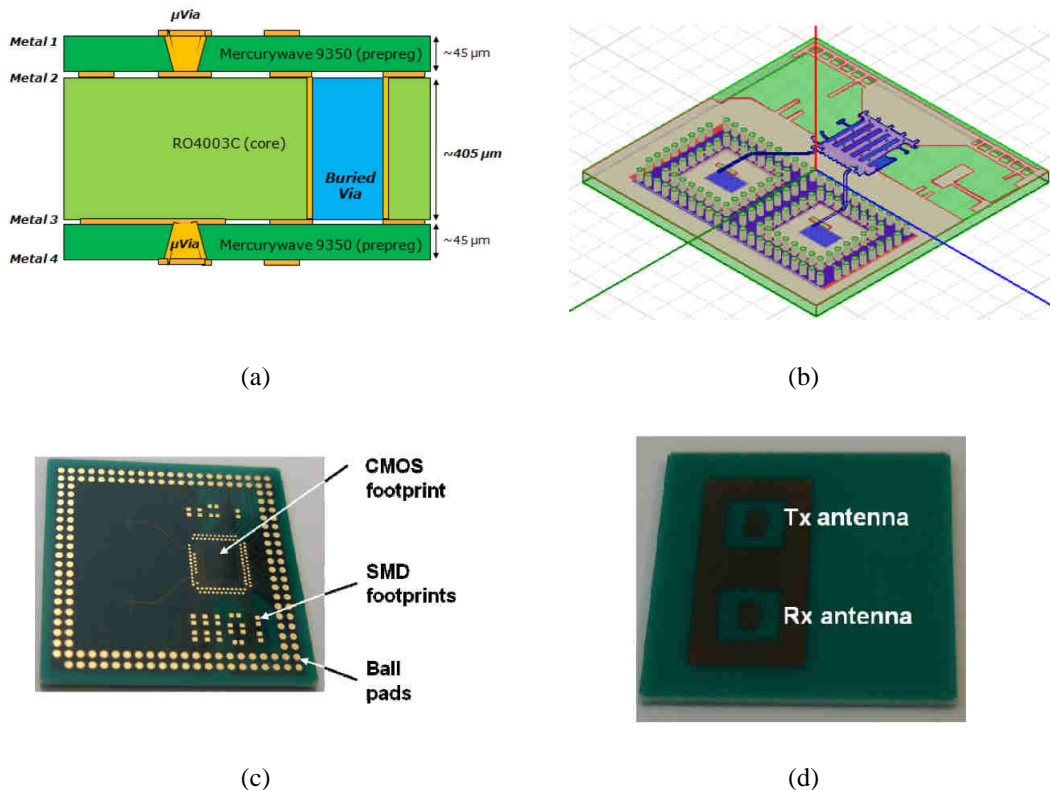 µVia
Metal 1
Mercurywave 9350 (prepreg)
~45 µm
Metal 2
RO4003C (core)
~405 µm
Buried
Via
Metal 3
µVia
Mercurywave 9350 (prepreg)
~45 µm
Metal 4
(a)
(b)
CMOS
footprint
SMD
footprints
Ball
pads
(c)
Tx antenna
Rx antenna
(d)